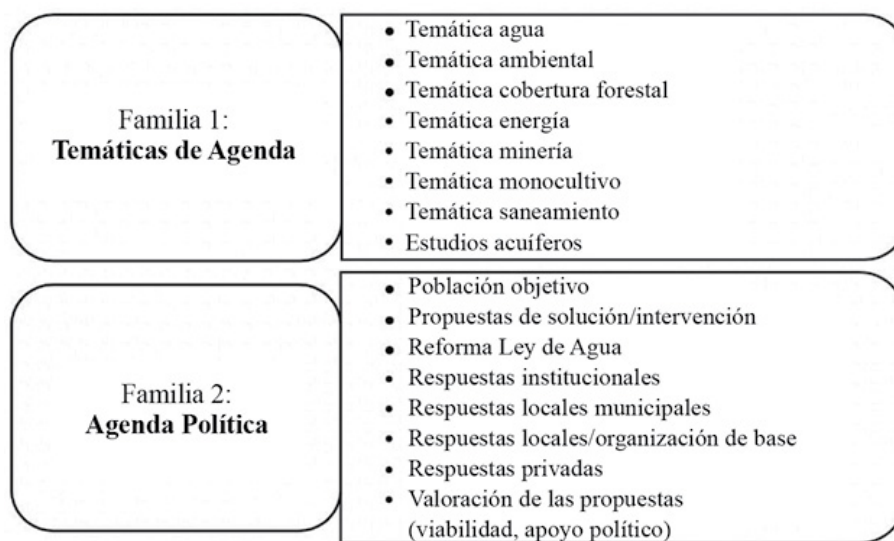 Familia 1:
Temáticas de Agenda
• Temática agua
• Temática ambiental
• Temática cobertura forestal
• Temática energía
• Temática minería
• Temática monocultivo
• Temática saneamiento
• Estudios acuíferos
Familia 2:
Agenda Política
• Población objetivo
• Propuestas de solución/intervención
• Reforma Ley de Agua
• Respuestas institucionales
• Respuestas locales municipales
• Respuestas locales/organización de base
• Respuestas privadas
• Valoración de las propuestas
(viabilidad, apoyo político)